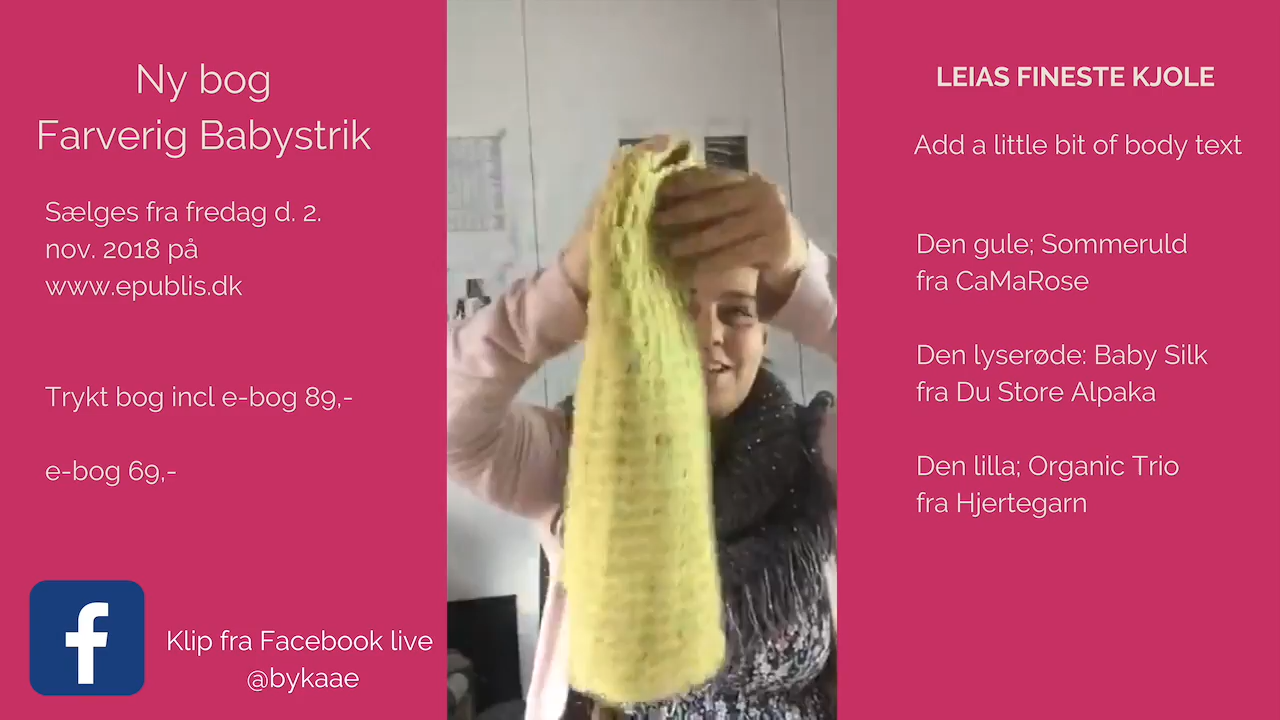 Ny bog
Farverig Babystrik
Sælges fra fredag d. 2.
nov. 2018 på
www.epublis.dk
Trykt bog incl e-bog 89,-
e-bog 69,-
Klip fra Facebook live
@bykaae
LEIAS FINESTE KJOLE
Add a little bit of body text
Den gule; Sommeruld
fra CaMaRose
Den lyserøde: Baby Silk
fra Du Store Alpaka
Den lilla; Organic Trio
fra Hjertegarn